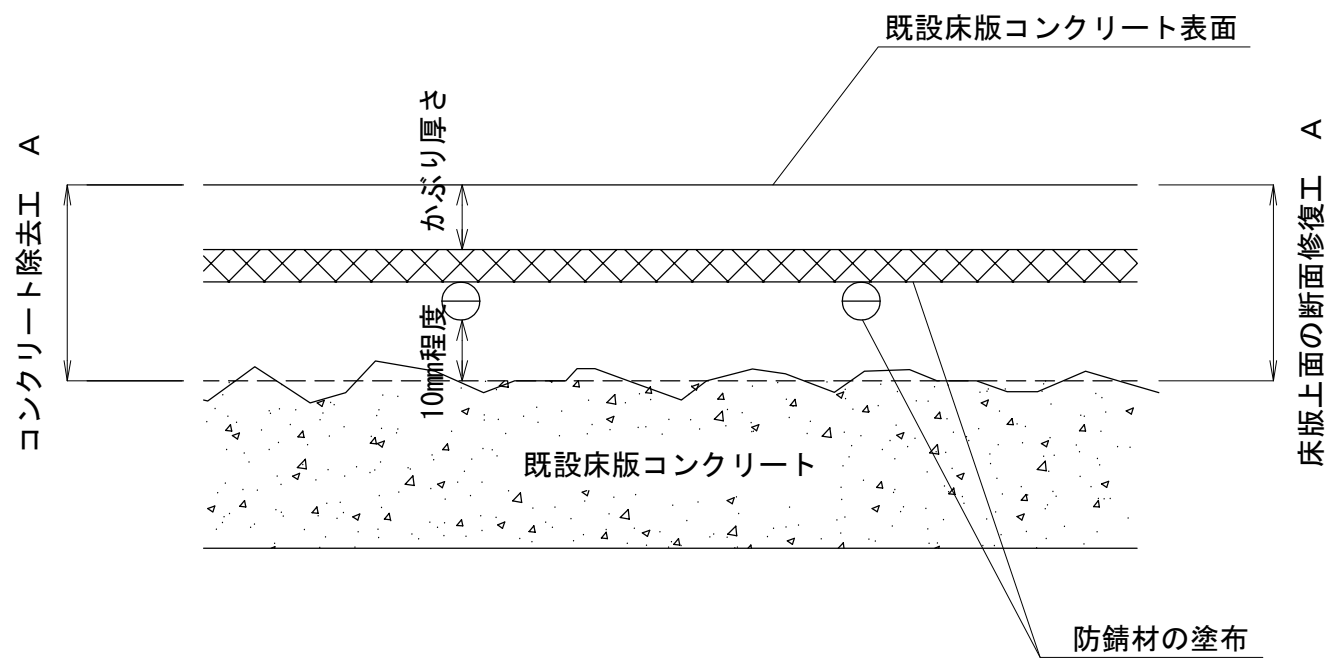 既設床版コンクリート表面
コンクリート除去工 A
かぶり厚さ
床版上面の断面修復工 A
10mm程度
既設床版コンクリート
防錆材の塗布